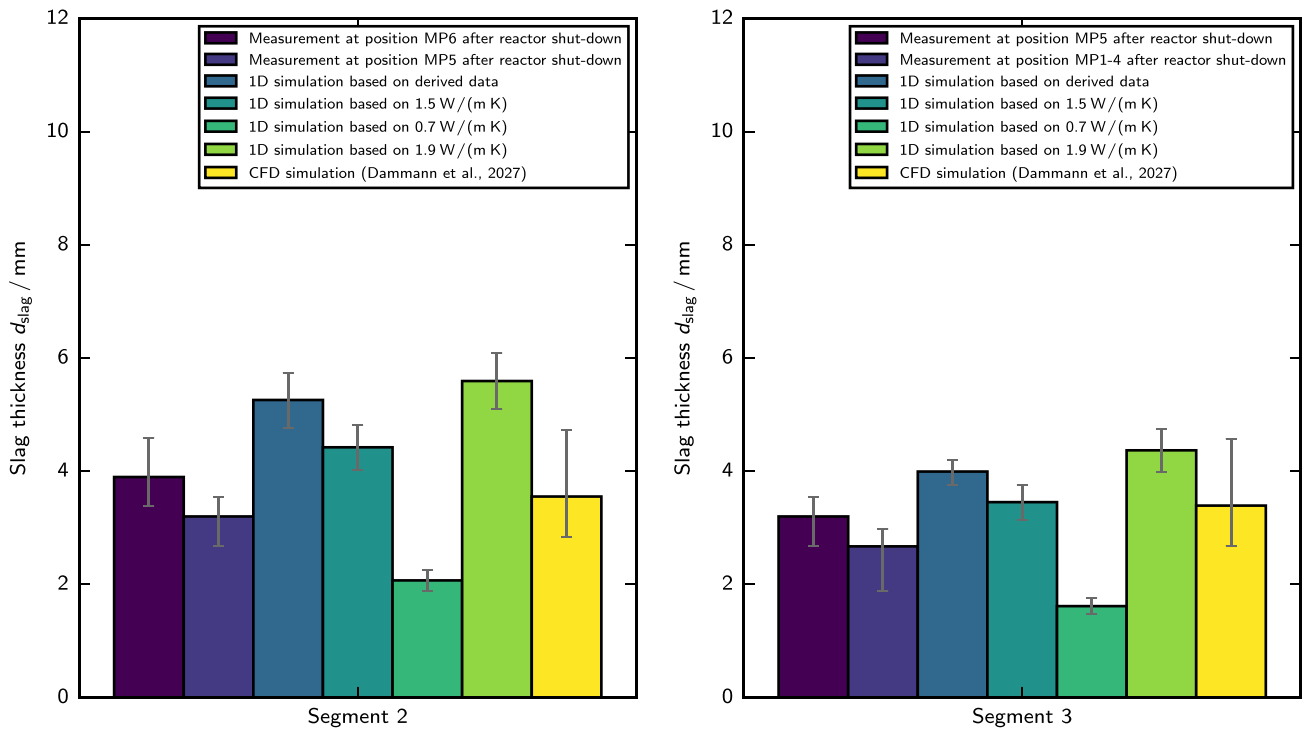 12
10
8
6
4
2
0
Slag thickness d_slag / mm
Measurement at position MP6 after reactor shut-down
Measurement at position MP5 after reactor shut-down
1D simulation based on derived data
1D simulation based on 1.5 W/(m K)
1D simulation based on 0.7 W/(m K)
1D simulation based on 1.9 W/(m K)
CFD simulation (Dammann et al., 2027)
Segment 2
12
10
8
6
4
2
0
Slag thickness d_slag / mm
Measurement at position MP5 after reactor shut-down
Measurement at position MP1-4 after reactor shut-down
1D simulation based on derived data
1D simulation based on 1.5 W/(m K)
1D simulation based on 0.7 W/(m K)
1D simulation based on 1.9 W/(m K)
CFD simulation (Dammann et al., 2027)
Segment 3